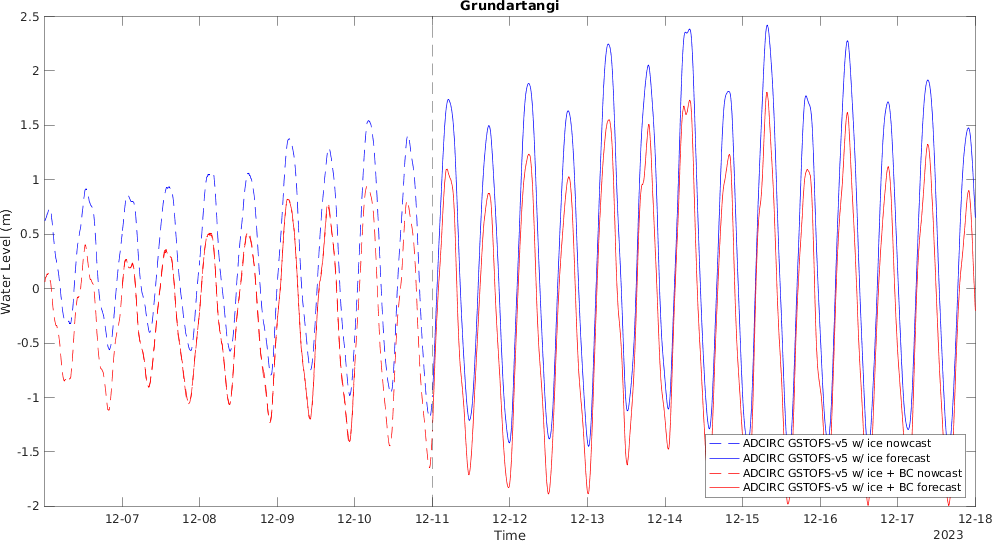 Grundartangi
2.5
2
1.5
1
0.5
0
-0.5
-1
-1.5
-2
Water Level (m)
ADCIRC GSTOFS-v5 w/ ice nowcast
ADCIRC GSTOFS-v5 w/ ice forecast
ADCIRC GSTOFS-v5 w/ ice + BC nowcast
ADCIRC GSTOFS-v5 w/ ice + BC forecast
12-07 12-08 12-09 12-10 12-11 12-12 12-13 12-14 12-15 12-16 12-17 12-18
Time
2023